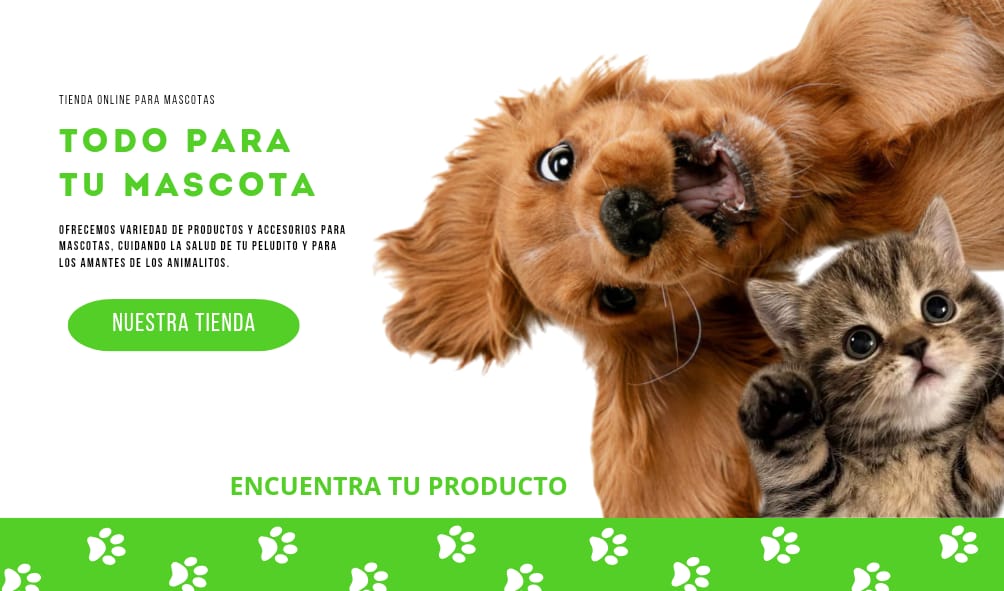 TIENDA ONLINE PARA MASCOTAS
TODO PARA
TU MASCOTA
OFRECEMOS VARIEDAD DE PRODUCTOS Y ACCESORIOS PARA
MASCOTAS, CUIDANDO LA SALUD DE TU PELUDITO Y PARA
LOS AMANTES DE LOS ANIMALITOS.
NUESTRA TIENDA
ENCUENTRA TU PRODUCTO